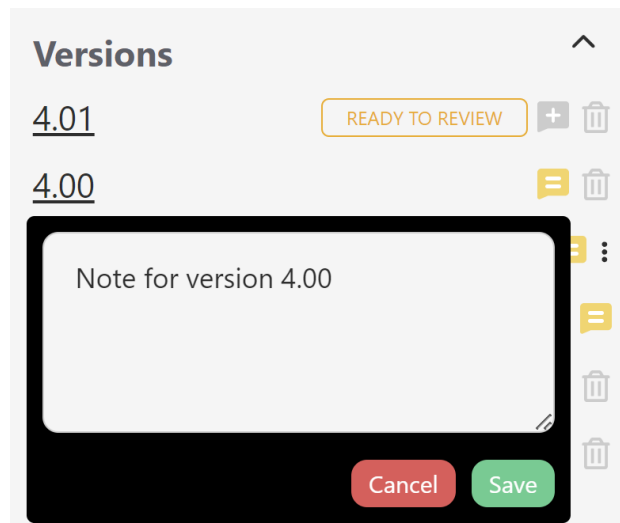 Versions
4.01 READY TO REVIEW
4.00
Note for version 4.00
Cancel Save